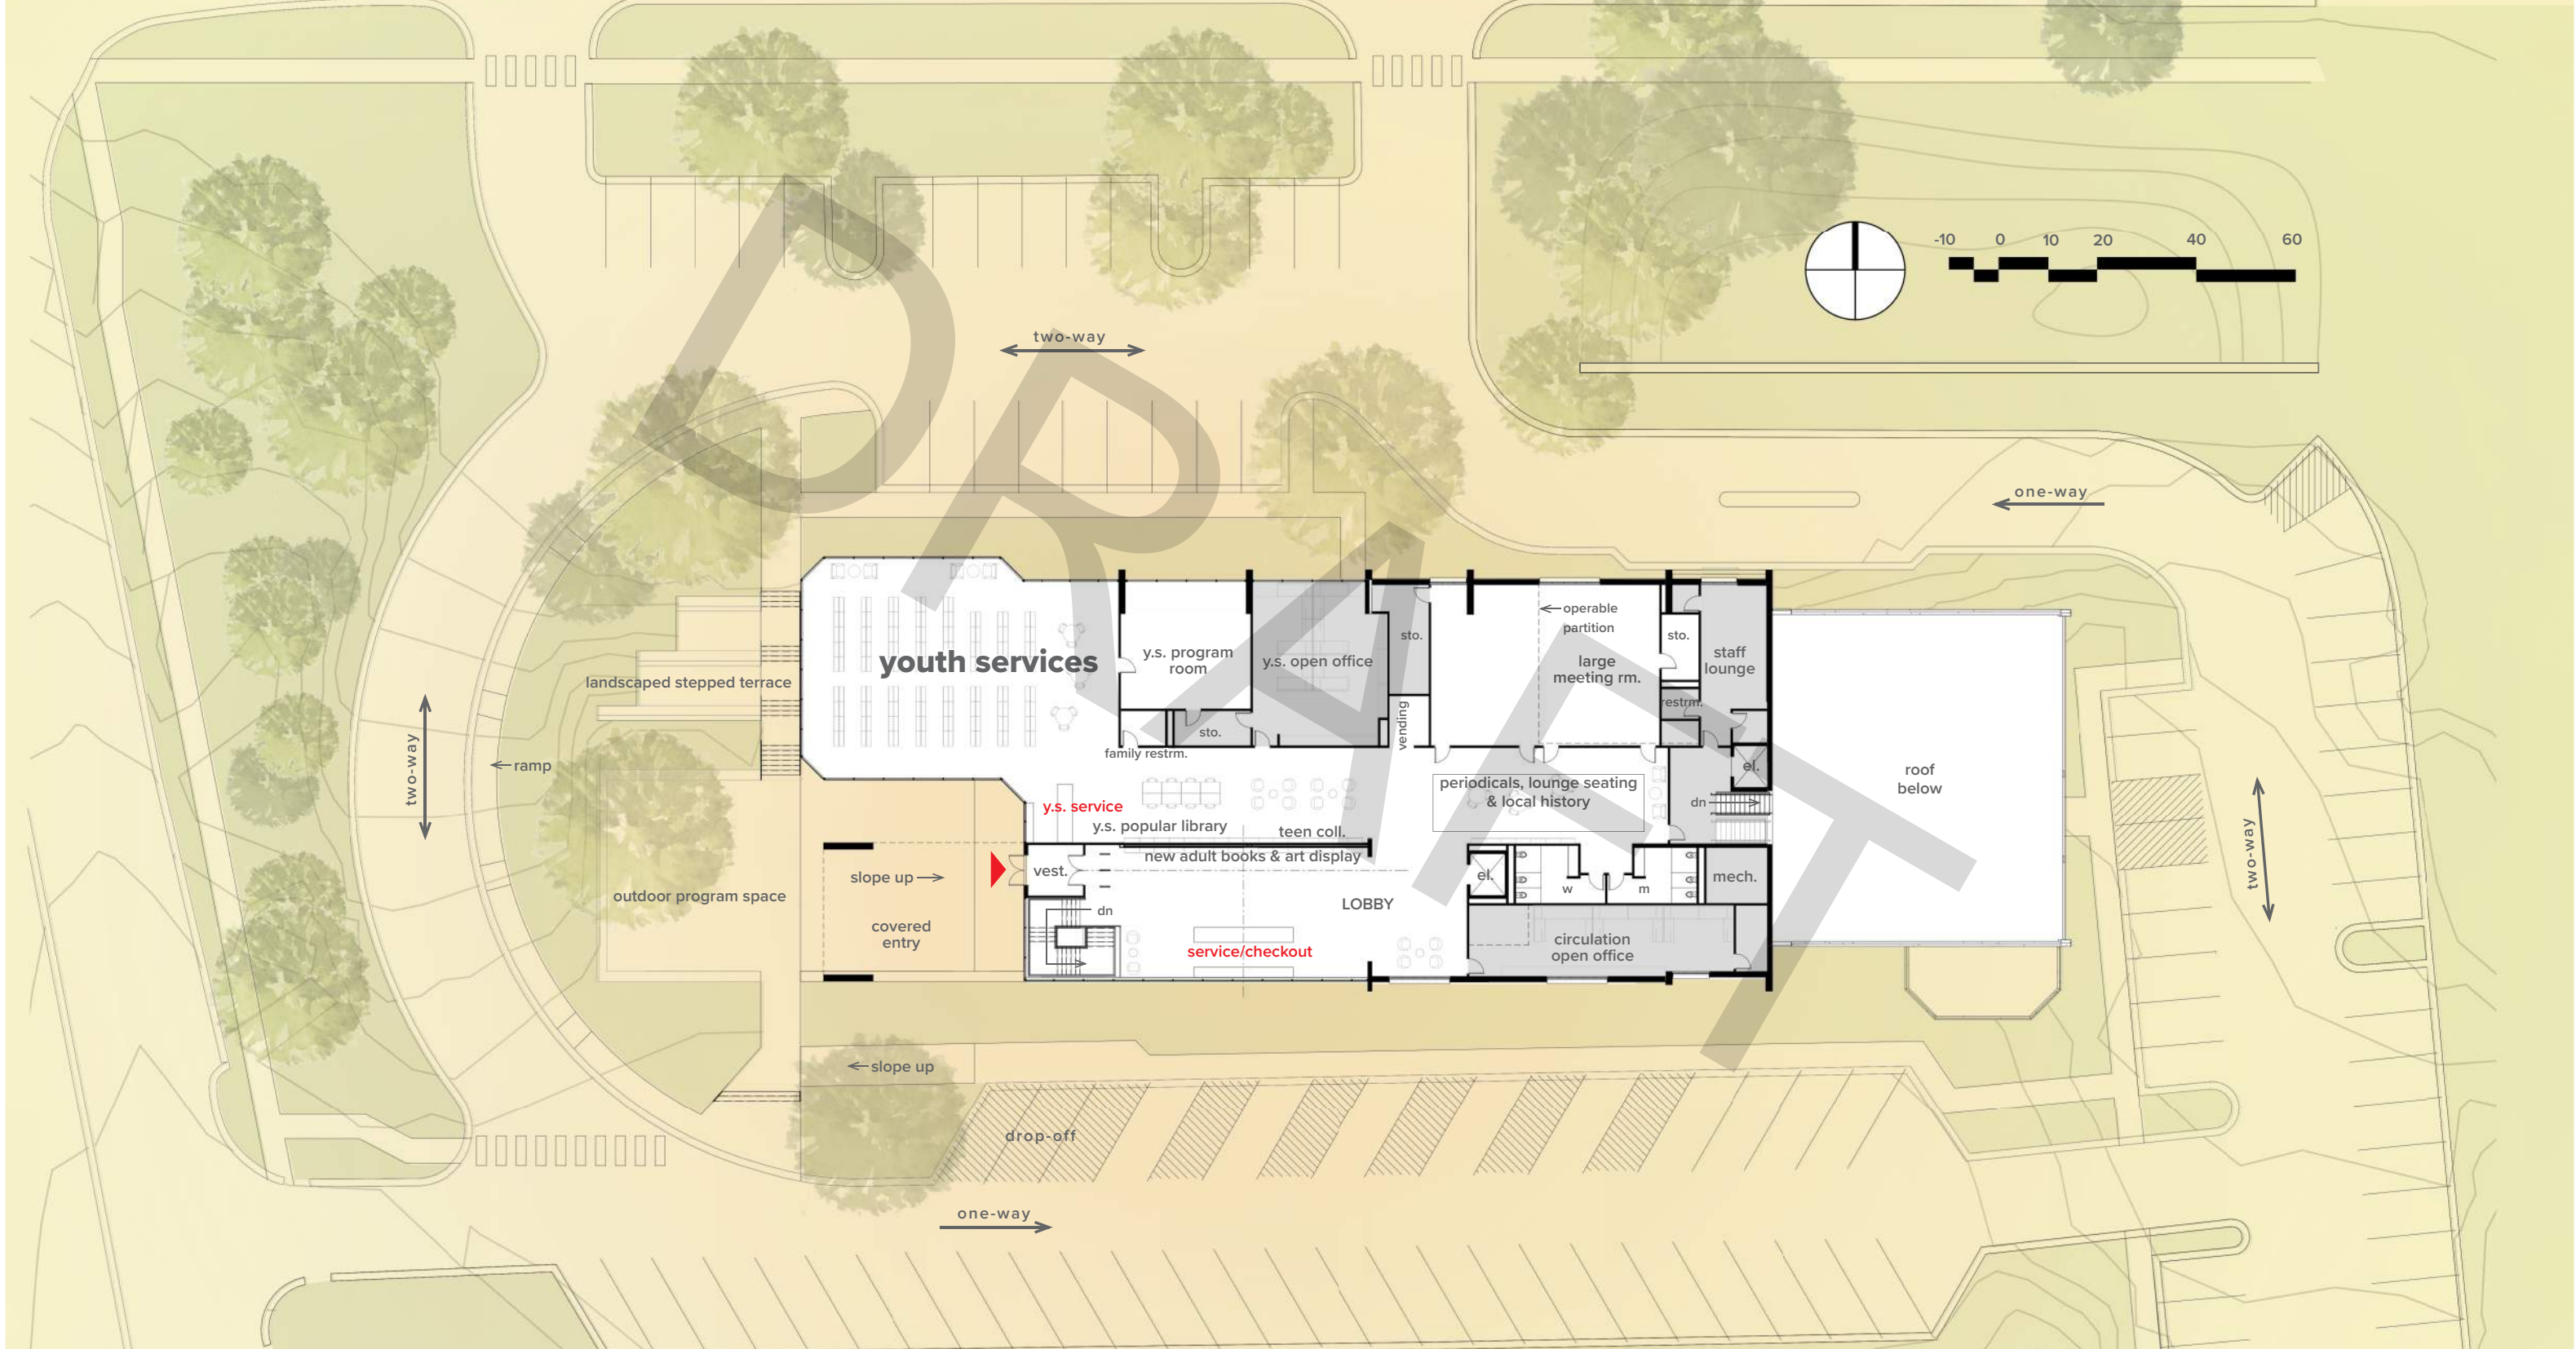 -10 0 10 20 40 60
two-way
one-way
operable
partition
youth services
y.s. program
room
y.s. open office
sto.
large
meeting rm.
sto.
staff
lounge
landscaped stepped terrace
restrm.
sto.
vending
family restrm.
two-way
ramp
el.
roof
below
periodicals, lounge seating
& local history
y.s. service
dn
y.s. popular library
teen coll.
new adult books & art display
two-way
slope up
vest.
el.
w
m
mech.
outdoor program space
LOBBY
dn
covered
entry
service/checkout
circulation
open office
slope up
drop-off
one-way
DRAFT